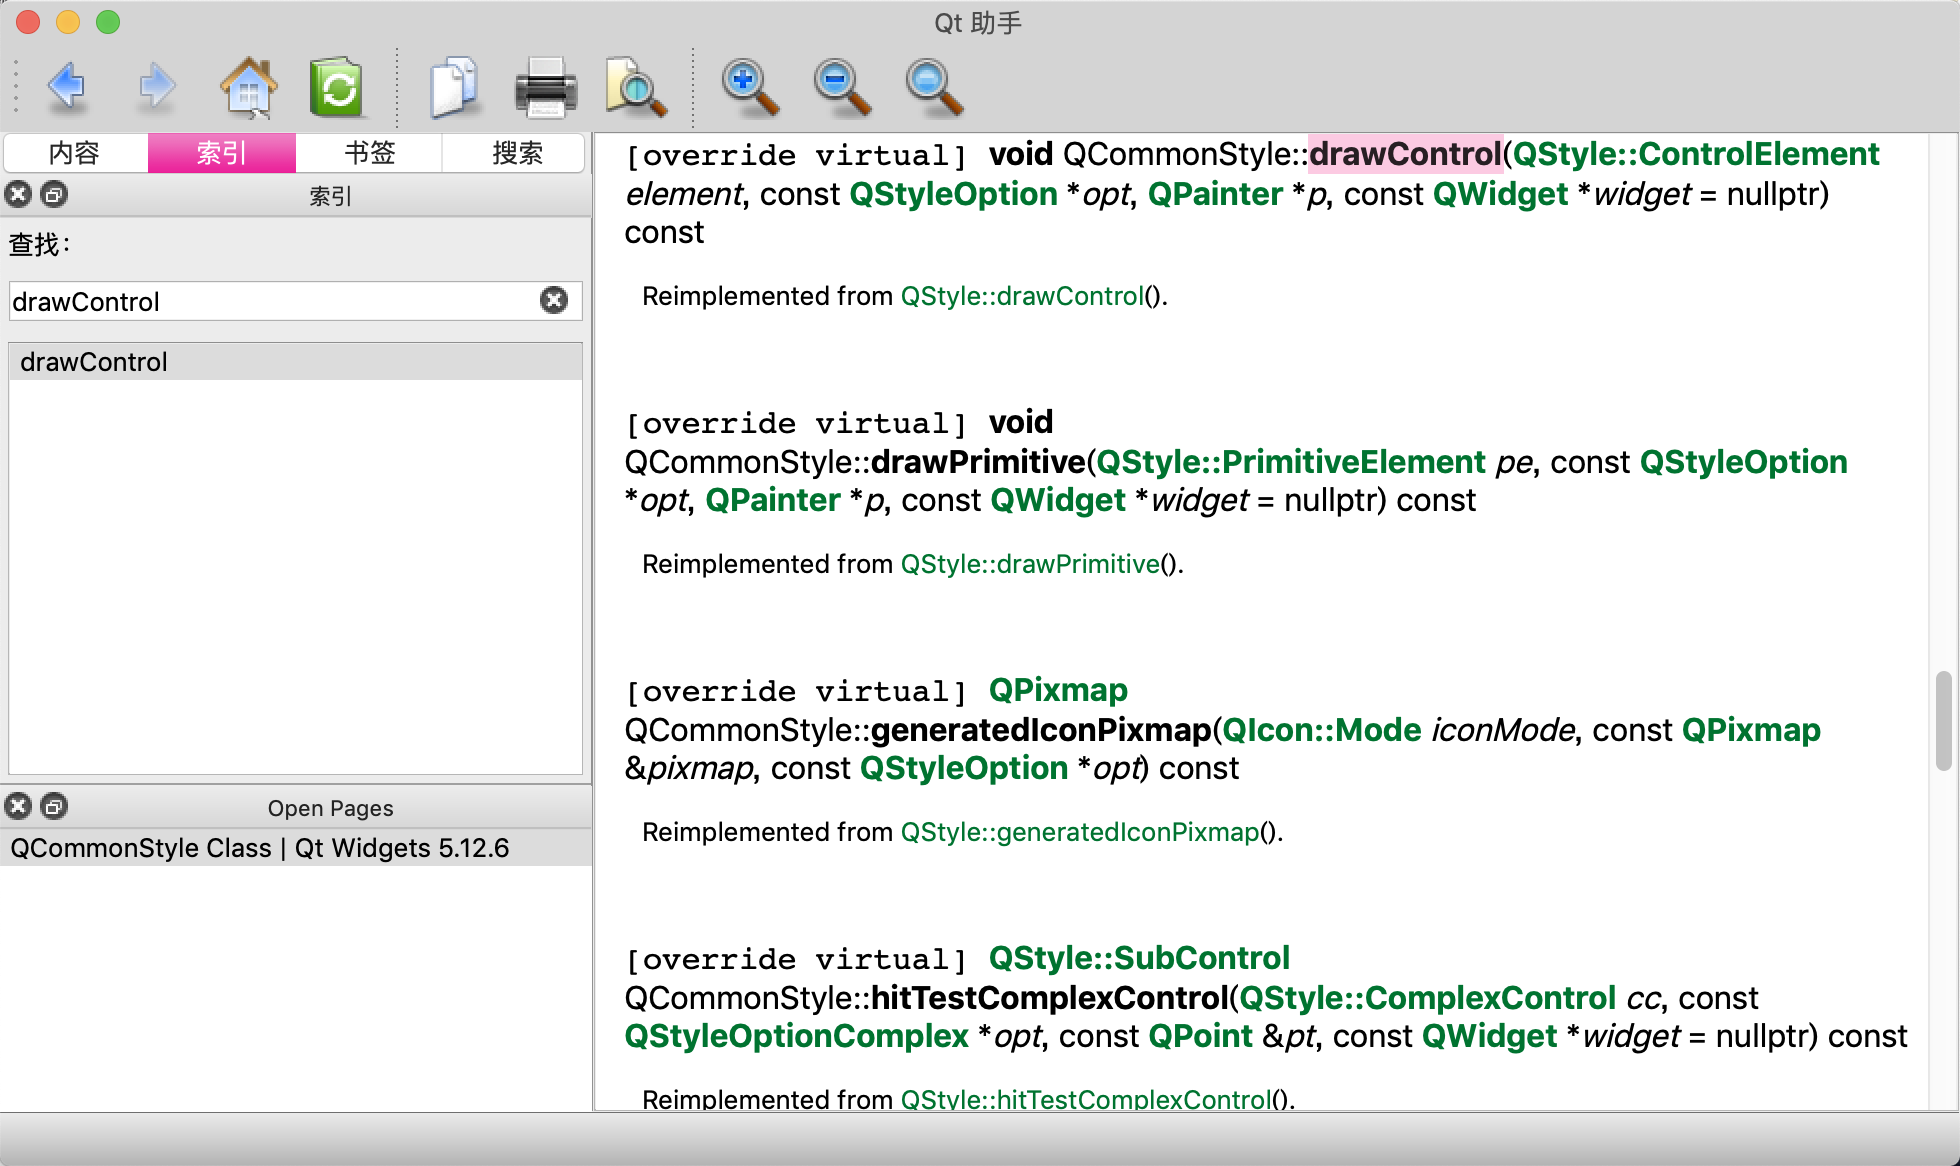 Qt 助手
内容
索引
书签
搜索
索引
查找：
drawControl
drawControl
Open Pages
QCommonStyle Class | Qt Widgets 5.12.6
[override virtual] void QCommonStyle::drawControl(QStyle::ControlElement
element, const QStyleOption *opt, QPainter *p, const QWidget *widget = nullptr)
const
Reimplemented from QStyle::drawControl().
[override virtual] void
QCommonStyle::drawPrimitive(QStyle::PrimitiveElement pe, const QStyleOption
*opt, QPainter *p, const QWidget *widget = nullptr) const
Reimplemented from QStyle::drawPrimitive().
[override virtual] QPixmap
QCommonStyle::generatedIconPixmap(QIcon::Mode iconMode, const QPixmap
&pixmap, const QStyleOption *opt) const
Reimplemented from QStyle::generatedIconPixmap().
[override virtual] QStyle::SubControl
QCommonStyle::hitTestComplexControl(QStyle::ComplexControl cc, const
QStyleOptionComplex *opt, const QPoint &pt, const QWidget *widget = nullptr) const
Reimplemented from QStyle::hitTestComplexControl().